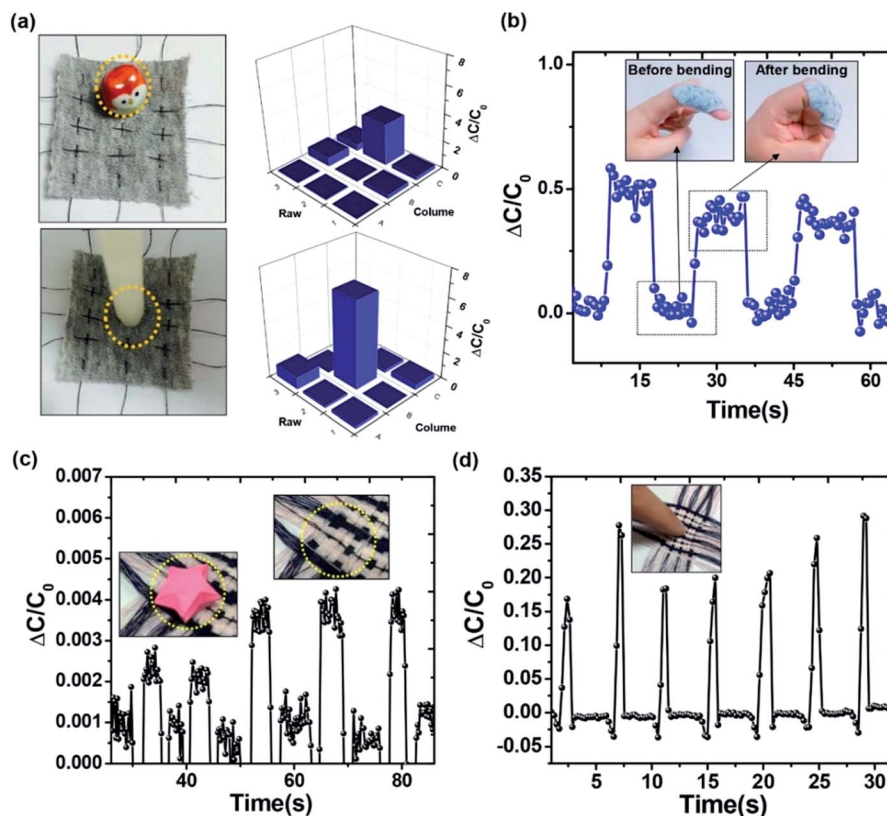 (a)
8
6
4
2
0
ΔC/C₀
3
2
1
Raw
A
B
C
Colume
8
6
4
2
0
ΔC/C₀
3
2
1
Raw
A
B
C
Colume
(b)
1.0
0.5
0.0
ΔC/C₀
Before bending
After bending
15 30 45 60
Time(s)
(c)
0.007
0.006
0.005
0.004
0.003
0.002
0.001
0.000
ΔC/C₀
40 60 80
Time(s)
(d)
0.35
0.30
0.25
0.20
0.15
0.10
0.05
0.00
-0.05
ΔC/C₀
5 10 15 20 25 30
Time(s)